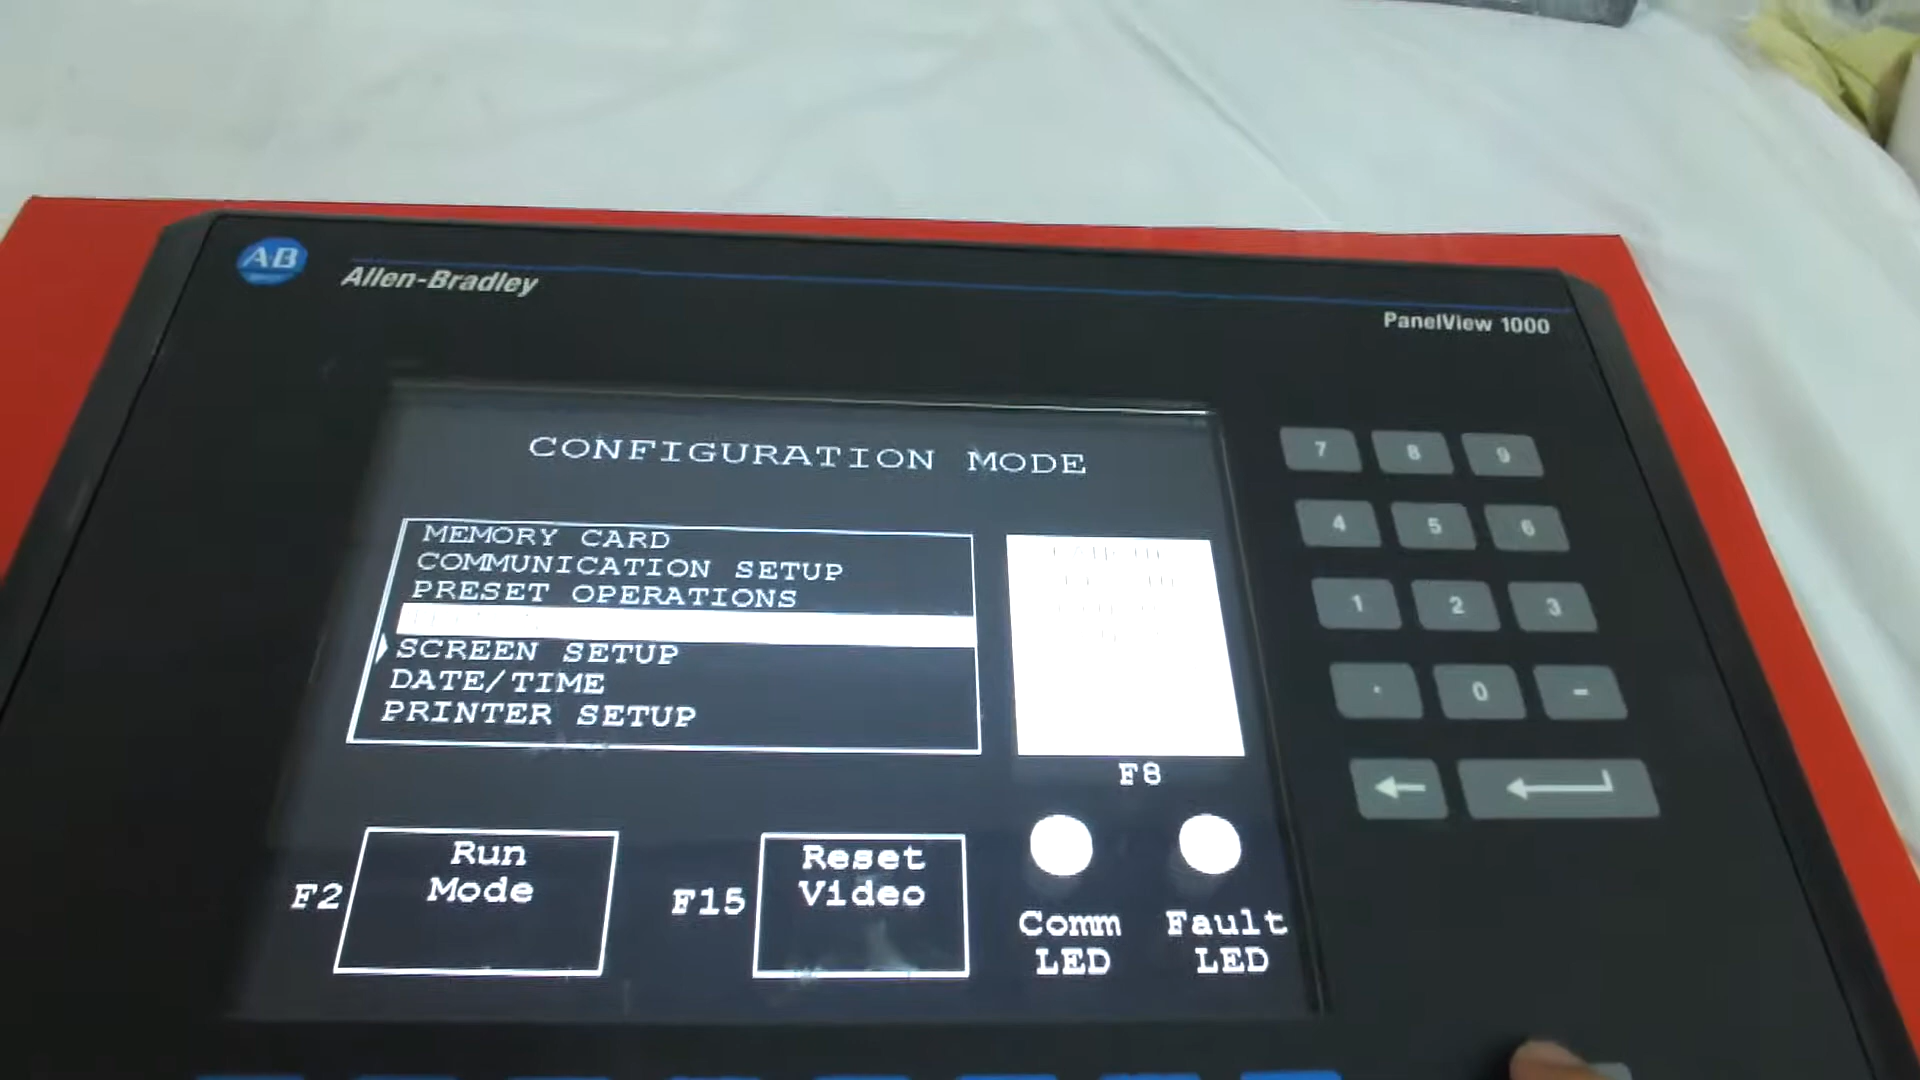 AB
Allen-Bradley
PanelView 1000
CONFIGURATION MODE
MEMORY CARD
COMMUNICATION SETUP
PRESET OPERATIONS
SCREEN SETUP
DATE/TIME
PRINTER SETUP
F8
F2
Run
Mode
F15
Reset
Video
Comm
LED
Fault
LED
7 8 9
4 5 6
1 2 3
. 0 -